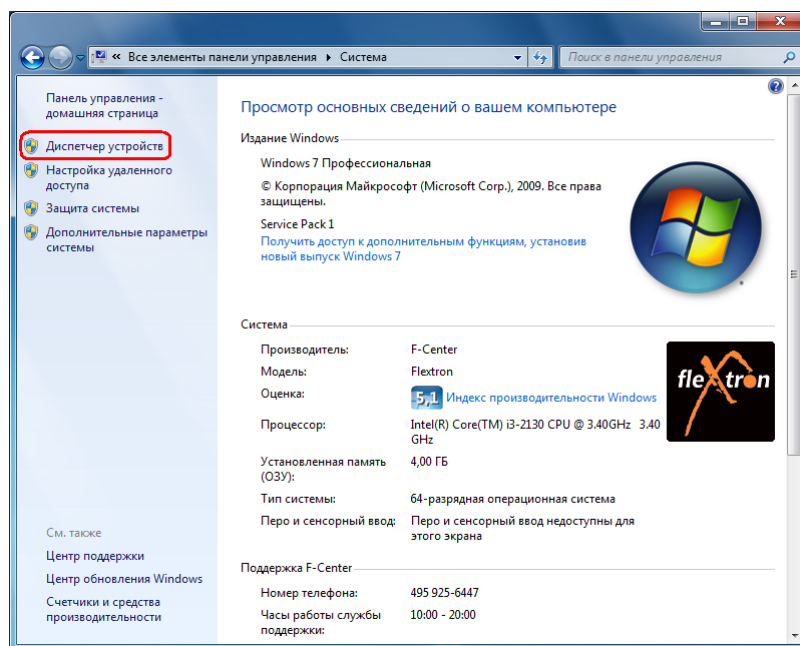 « Все элементы панели управления ▸ Система
Поиск в панели управления
Панель управления -
домашняя страница
Диспетчер устройств
Настройка удаленного
доступа
Защита системы
Дополнительные параметры
системы
См. также
Центр поддержки
Центр обновления Windows
Счетчики и средства
производительности
Просмотр основных сведений о вашем компьютере
Издание Windows
Windows 7 Профессиональная
© Корпорация Майкрософт (Microsoft Corp.), 2009. Все права
защищены.
Service Pack 1
Получить доступ к дополнительным функциям, установив
новый выпуск Windows 7
Система
Производитель: F-Center
Модель: Flextron
Оценка: 5,1 Индекс производительности Windows
Процессор: Intel(R) Core(TM) i3-2130 CPU @ 3.40GHz 3.40
GHz
Установленная память 4,00 ГБ
(ОЗУ):
Тип системы: 64-разрядная операционная система
Перо и сенсорный ввод: Перо и сенсорный ввод недоступны для
этого экрана
flextron
Поддержка F-Center
Номер телефона: 495 925-6447
Часы работы службы 10:00 - 20:00
поддержки: